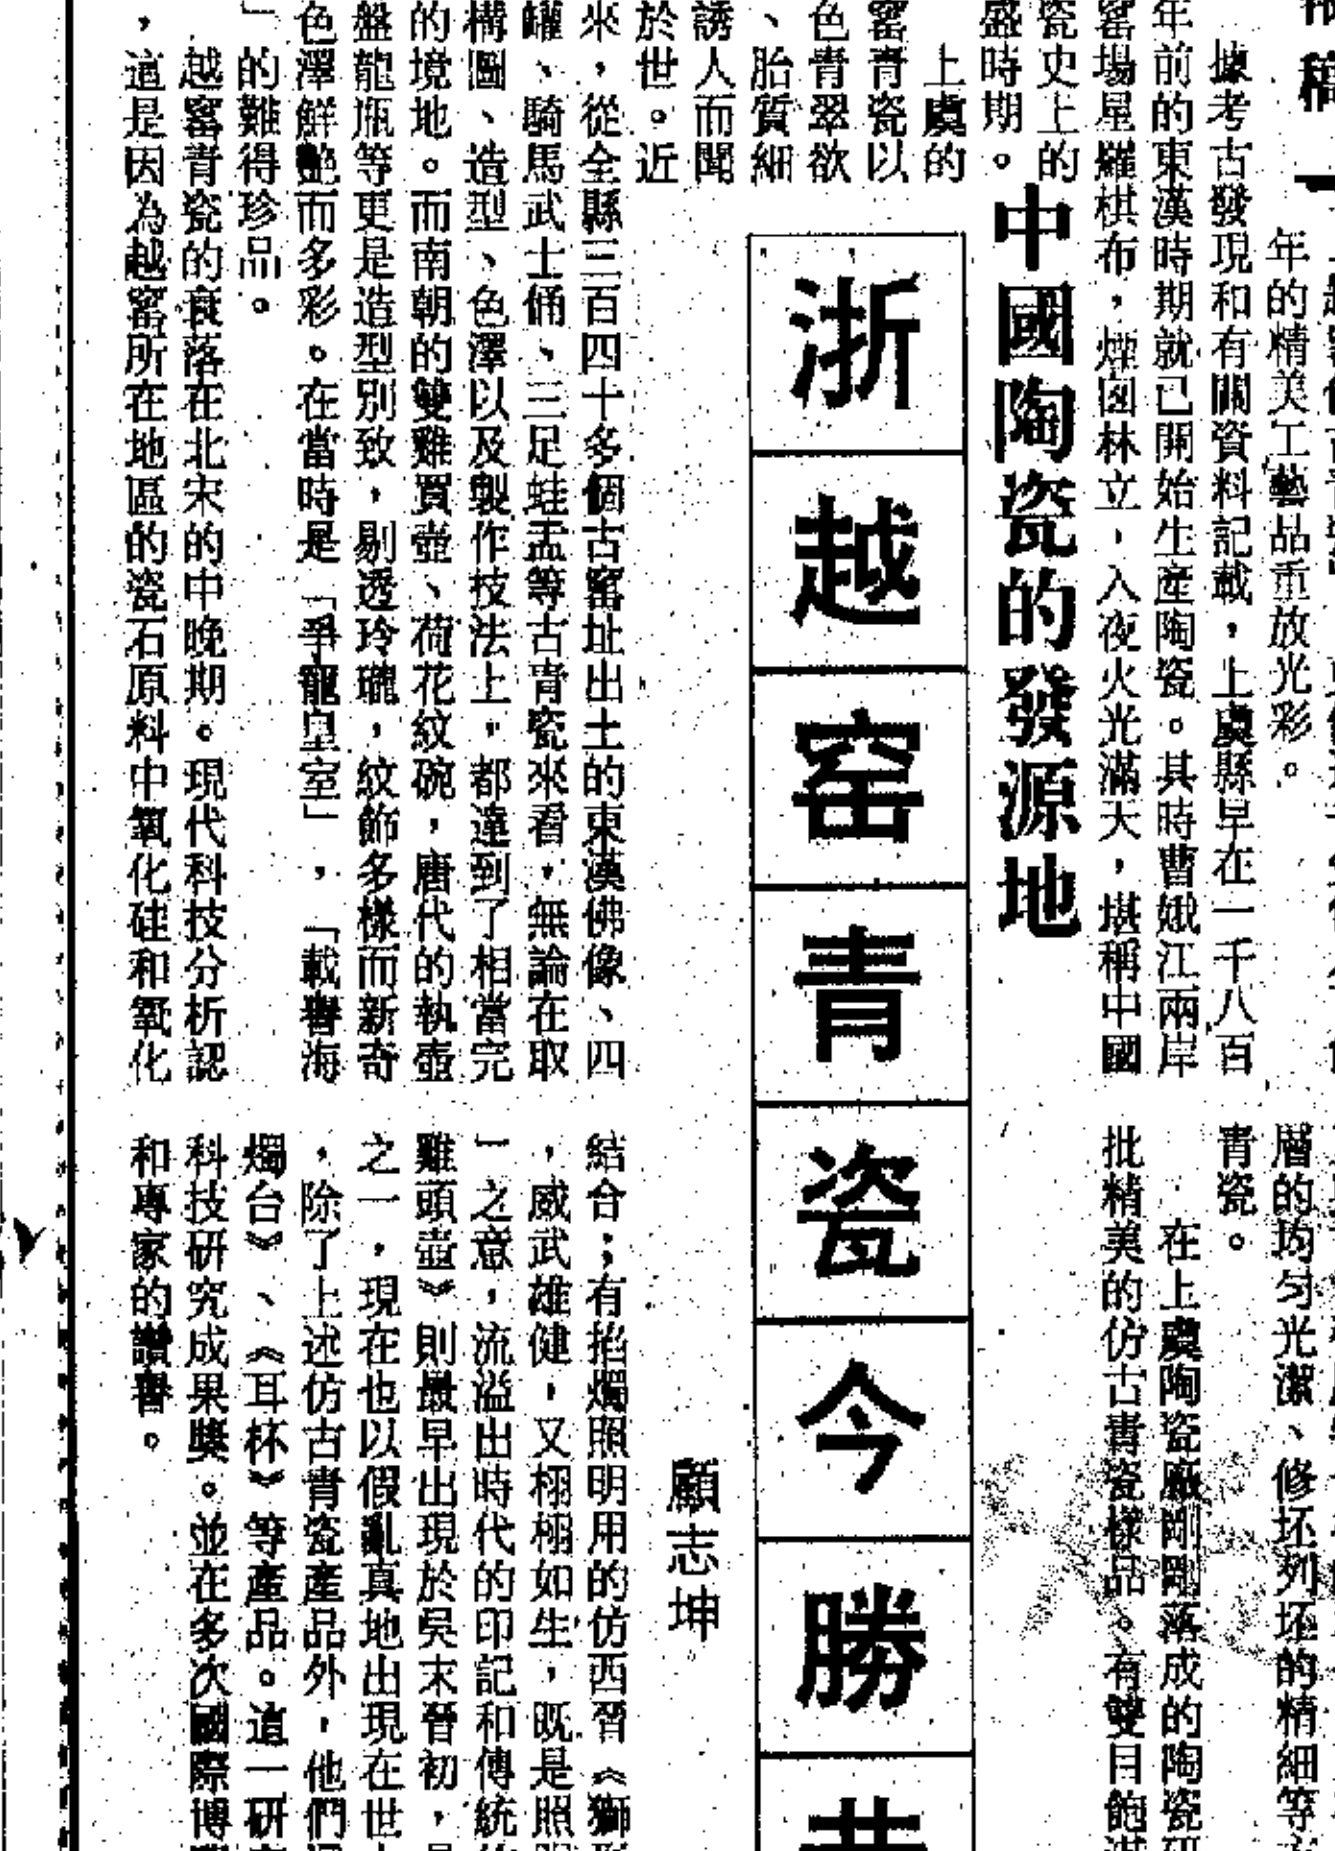 年的精美工藝品重放光彩。
據考古發現和有關資料記載，上虞縣早在一千八百
年前的東漢時期就已開始生產陶瓷。其時曹娥江兩岸
窰場星羅棋布，煙囱林立，入夜火光滿天，堪稱中國
瓷史上的
盛時期。
中國陶瓷的發源地
上虞的
窰青瓷以
色青翠欲
、胎質細
誘人而聞
於世。近
浙越窑青瓷今勝
來，從全縣三百四十多個古窰址出土的東漢佛像、四
罐、騎馬武士俑、三足蛙盂等古青瓷來看，無論在取
構圖、造型、色澤以及製作技法上，都達到了相當完
的境地。而南朝的雙雞買壺、荷花紋碗，唐代的執壺
盤龍瓶等更是造型別致，剔透玲瓏，紋飾多樣而新奇
色澤鮮艷而多彩。在當時是「爭寵皇室」，「載譽海
」的難得珍品。
越窰青瓷的衰落在北宋的中晚期。現代科技分析認
，這是因為越窰所在地區的瓷石原料中氧化硅和氧化
層的均勻光潔、修坯列坯的精細等
青瓷。
在上虞陶瓷廠剛剛落成的陶瓷研
批精美的仿古青瓷樣品。有雙目飽滿
顧志坤
結合；有掐燭照明用的仿西晉《獅
，威武雄健，又栩栩如生，既是照
一之意，流溢出時代的印記和傳統
雞頭壺》則最早出現於吳末晉初，
之一，現在也以假亂真地出現在世
，除了上述仿古青瓷產品外，他們
燭台》、《耳杯》等產品。這一研
科技研究成果獎。並在多次國際博
和專家的讚譽。